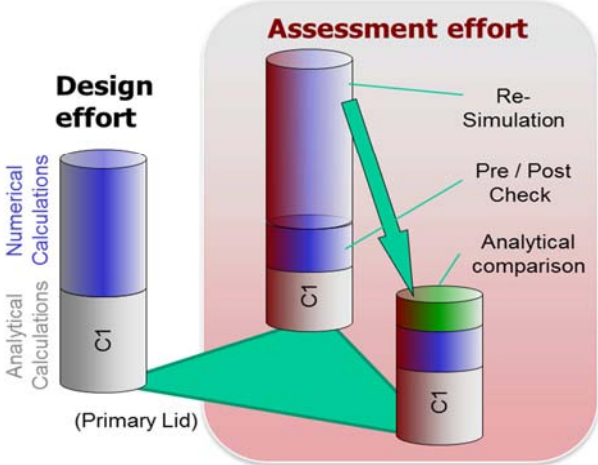 Assessment effort
Design
effort
Re-
Simulation
Pre / Post
Check
Analytical
comparison
Numerical
Calculations
Analytical
Calculations
C1
C1
C1
(Primary Lid)